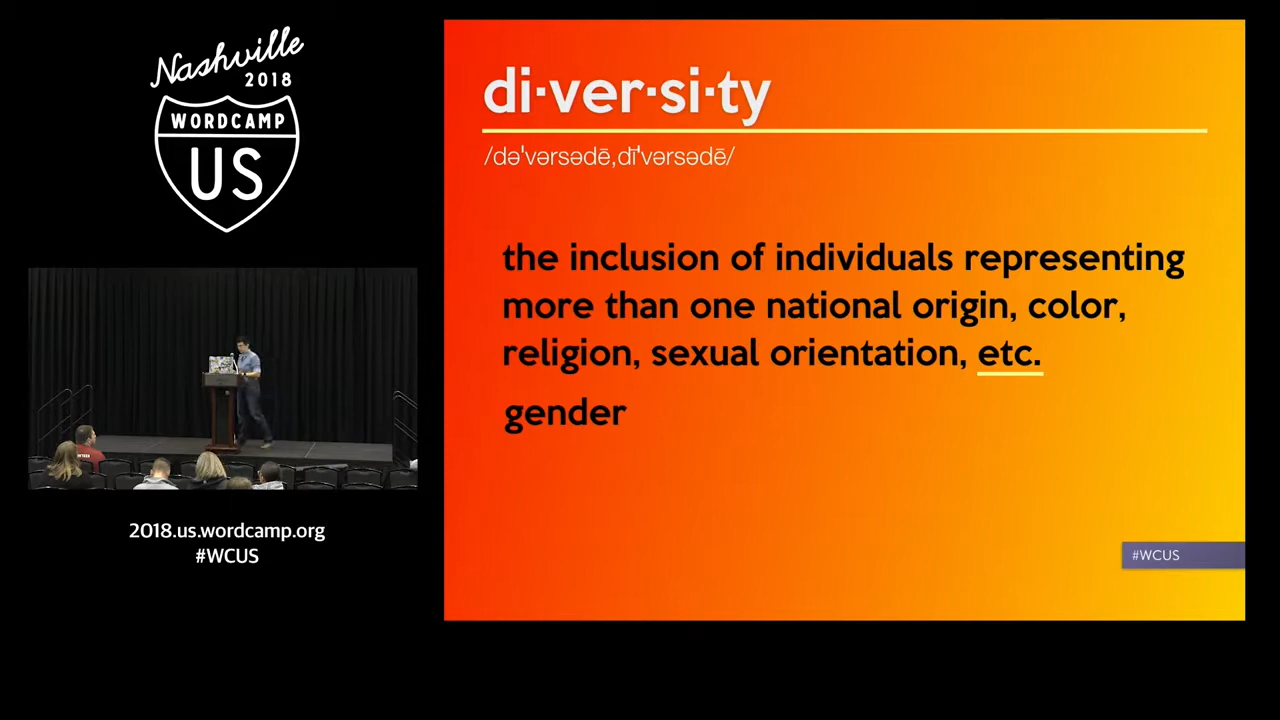 Nashville
2018
WORDCAMP
US
2018.us.wordcamp.org
#WCUS
di·ver·si·ty
/dəˈvərsədē,dīˈvərsədē/
the inclusion of individuals representing
more than one national origin, color,
religion, sexual orientation, etc.
gender
#WCUS